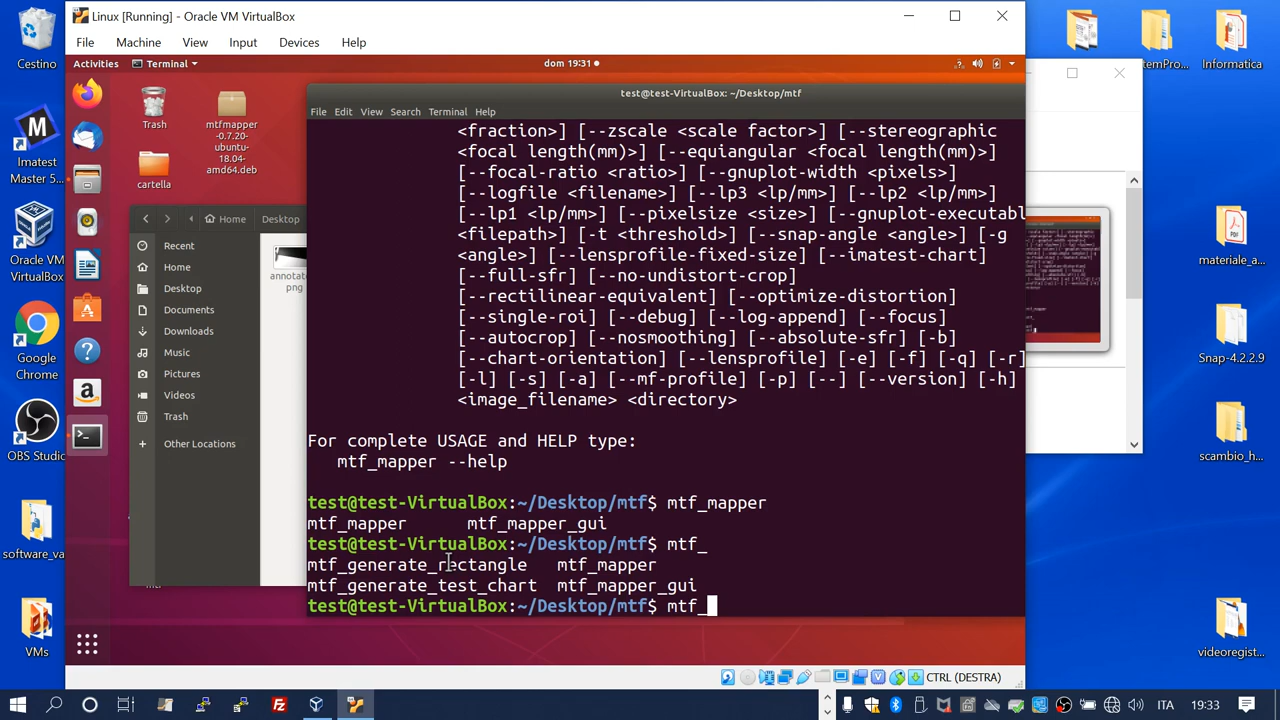 Linux [Running] - Oracle VM VirtualBox
File Machine View Input Devices Help
Activities Terminal dom 19:31
test@test-VirtualBox: ~/Desktop/mtf
File Edit View Search Terminal Help
<fraction>] [--zscale <scale factor>] [--stereographic
<focal length(mm)>] [--equiangular <focal length(mm)>]
[--focal-ratio <ratio>] [--gnuplot-width <pixels>]
[--logfile <filename>] [--lp3 <lp/mm>] [--lp2 <lp/mm>]
[--lp1 <lp/mm>] [--pixelsize <size>] [--gnuplot-executabl
<filepath>] [-t <threshold>] [--snap-angle <angle>] [-g
<angle>] [--lensprofile-fixed-size] [--imatest-chart]
[--full-sfr] [--no-undistort-crop]
[--rectilinear-equivalent] [--optimize-distortion]
[--single-roi] [--debug] [--log-append] [--focus]
[--autocrop] [--nosmoothing] [--absolute-sfr] [-b]
[--chart-orientation] [--lensprofile] [-e] [-f] [-q] [-r]
[-l] [-s] [-a] [--mf-profile] [-p] [--] [--version] [-h]
<image_filename> <directory>
For complete USAGE and HELP type:
mtf_mapper --help
test@test-VirtualBox:~/Desktop/mtf$ mtf_mapper
mtf_mapper mtf_mapper_gui
test@test-VirtualBox:~/Desktop/mtf$ mtf_
mtf_generate_rectangle mtf_mapper
mtf_generate_test_chart mtf_mapper_gui
test@test-VirtualBox:~/Desktop/mtf$ mtf_
Trash
mtfmapper
-0.7.20-
ubuntu-
18.04-
amd64.deb
cartella
Home Desktop
Recent
Home
Desktop
Documents
Downloads
Music
Pictures
Videos
Trash
Other Locations
annotate
png
Cestino
Imatest
Master 5...
Oracle VM
VirtualBox
Google
Chrome
OBS Studio
software_va
VMs
temPro...
Informatica
materiale_a...
Snap-4.2.2.9
scambio_h...
videoregist...
CTRL (DESTRA)
ITA 19:33